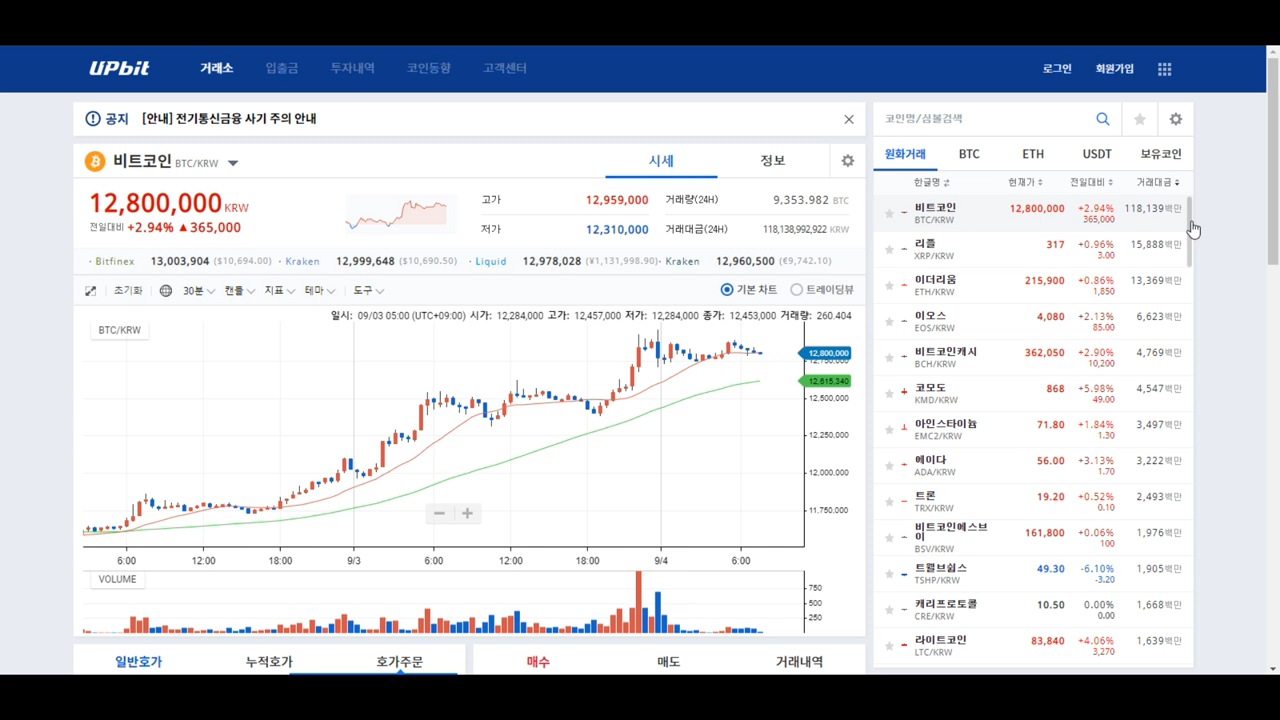 UPbit 거래소 입출금 투자내역 코인동향 고객센터 로그인 회원가입
공지 [안내] 전기통신금융 사기 주의 안내
비트코인 BTC/KRW 시세 정보
12,800,000 KRW
전일대비 +2.94% ▲365,000
고가 12,959,000 거래량(24H) 9,353.982 BTC
저가 12,310,000 거래대금(24H) 118,138,992,922 KRW
· Bitfinex 13,003,904 ($10,694.00) · Kraken 12,999,648 ($10,690.50) · Liquid 12,978,028 (¥1,131,998.90) · Kraken 12,960,500 (€9,742.10)
초기화 30분 캔들 지표 테마 도구 기본 차트 트레이딩뷰
일시: 09/03 05:00 (UTC+09:00) 시가: 12,284,000 고가: 12,457,000 저가: 12,284,000 종가: 12,453,000 거래량: 260.404
BTC/KRW
12,800,000
12,750,000
12,615,340
12,500,000
12,250,000
12,000,000
11,750,000
6:00 12:00 18:00 9/3 6:00 12:00 18:00 9/4 6:00
VOLUME
750
500
250
일반호가 누적호가 호가주문 매수 매도 거래내역
코인명/심볼검색
원화거래 BTC ETH USDT 보유코인
한글명 현재가 전일대비 거래대금
비트코인 12,800,000 +2.94% 118,139백만
BTC/KRW 365,000
리플 317 +0.96% 15,888백만
XRP/KRW 3.00
이더리움 215,900 +0.86% 13,369백만
ETH/KRW 1,850
이오스 4,080 +2.13% 6,623백만
EOS/KRW 85.00
비트코인캐시 362,050 +2.90% 4,769백만
BCH/KRW 10,200
코모도 868 +5.98% 4,547백만
KMD/KRW 49.00
아인스타이늄 71.80 +1.84% 3,497백만
EMC2/KRW 1.30
에이다 56.00 +3.13% 3,222백만
ADA/KRW 1.70
트론 19.20 +0.52% 2,493백만
TRX/KRW 0.10
비트코인에스브
이 161,800 +0.06% 1,976백만
BSV/KRW 100
트웰브쉽스 49.30 -6.10% 1,905백만
TSHP/KRW -3.20
캐리프로토콜 10.50 0.00% 1,668백만
CRE/KRW 0.00
라이트코인 83,840 +4.06% 1,639백만
LTC/KRW 3,270